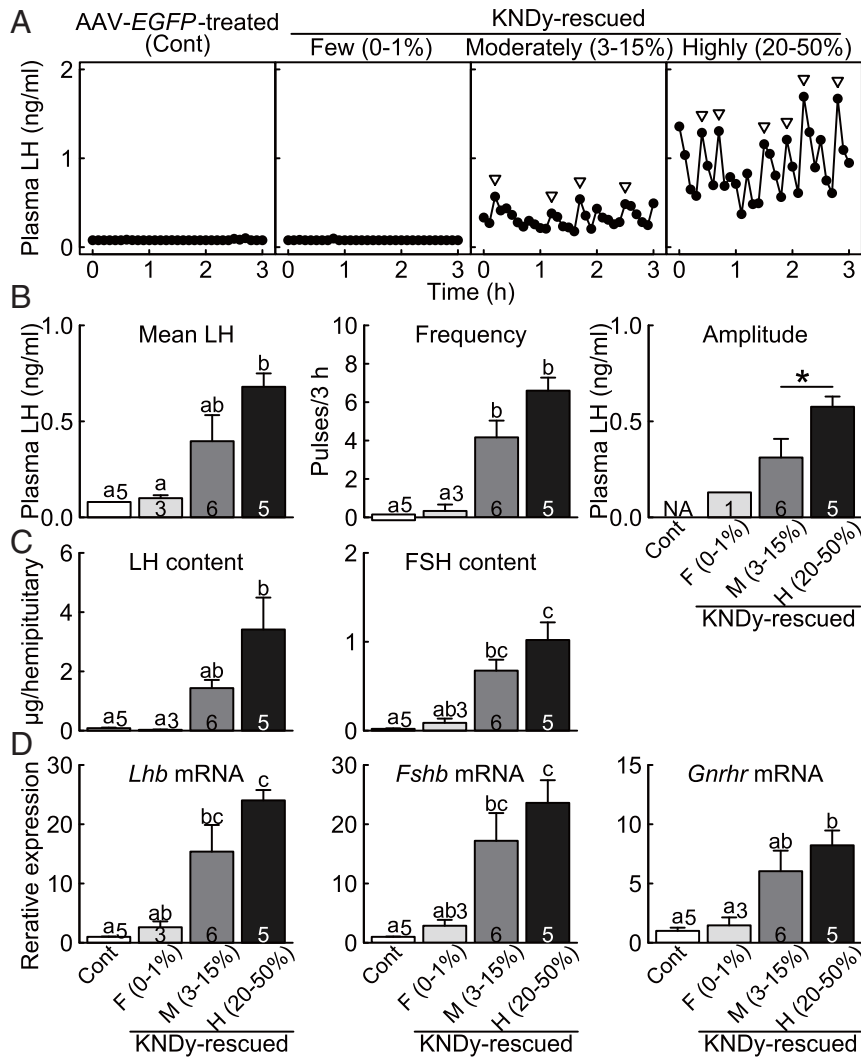 A
AAV-EGFP-treated
(Cont)
KNDy-rescued
Few (0-1%)
Moderately (3-15%)
Highly (20-50%)
Plasma LH (ng/ml)
2
1
0
0 1 2 3
0 1 2 3
0 1 2 3
0 1 2 3
Time (h)
B
Mean LH
Plasma LH (ng/ml)
1.0
0.5
0.0
a5
a
3
ab
6
b
5
Frequency
Pulses/3 h
10
8
6
4
2
0
a5
a3
b
6
b
5
Amplitude
Plasma LH (ng/ml)
1.0
0.5
0.0
NA
1
6
*
5
Cont
F (0-1%)
M (3-15%)
H (20-50%)
KNDy-rescued
C
LH content
µg/hemipituitary
6
4
2
0
a5
a3
ab
6
b
5
FSH content
2
1
0
a5
ab3
bc
6
c
5
D
Lhb mRNA
Rerative expression
30
20
10
0
a5
ab
3
bc
6
c
5
Cont
F (0-1%)
M (3-15%)
H (20-50%)
KNDy-rescued
Fshb mRNA
30
20
10
0
a5
ab3
bc
6
c
5
Cont
F (0-1%)
M (3-15%)
H (20-50%)
KNDy-rescued
Gnrhr mRNA
15
10
5
0
a5
a3
ab
6
b
5
Cont
F (0-1%)
M (3-15%)
H (20-50%)
KNDy-rescued